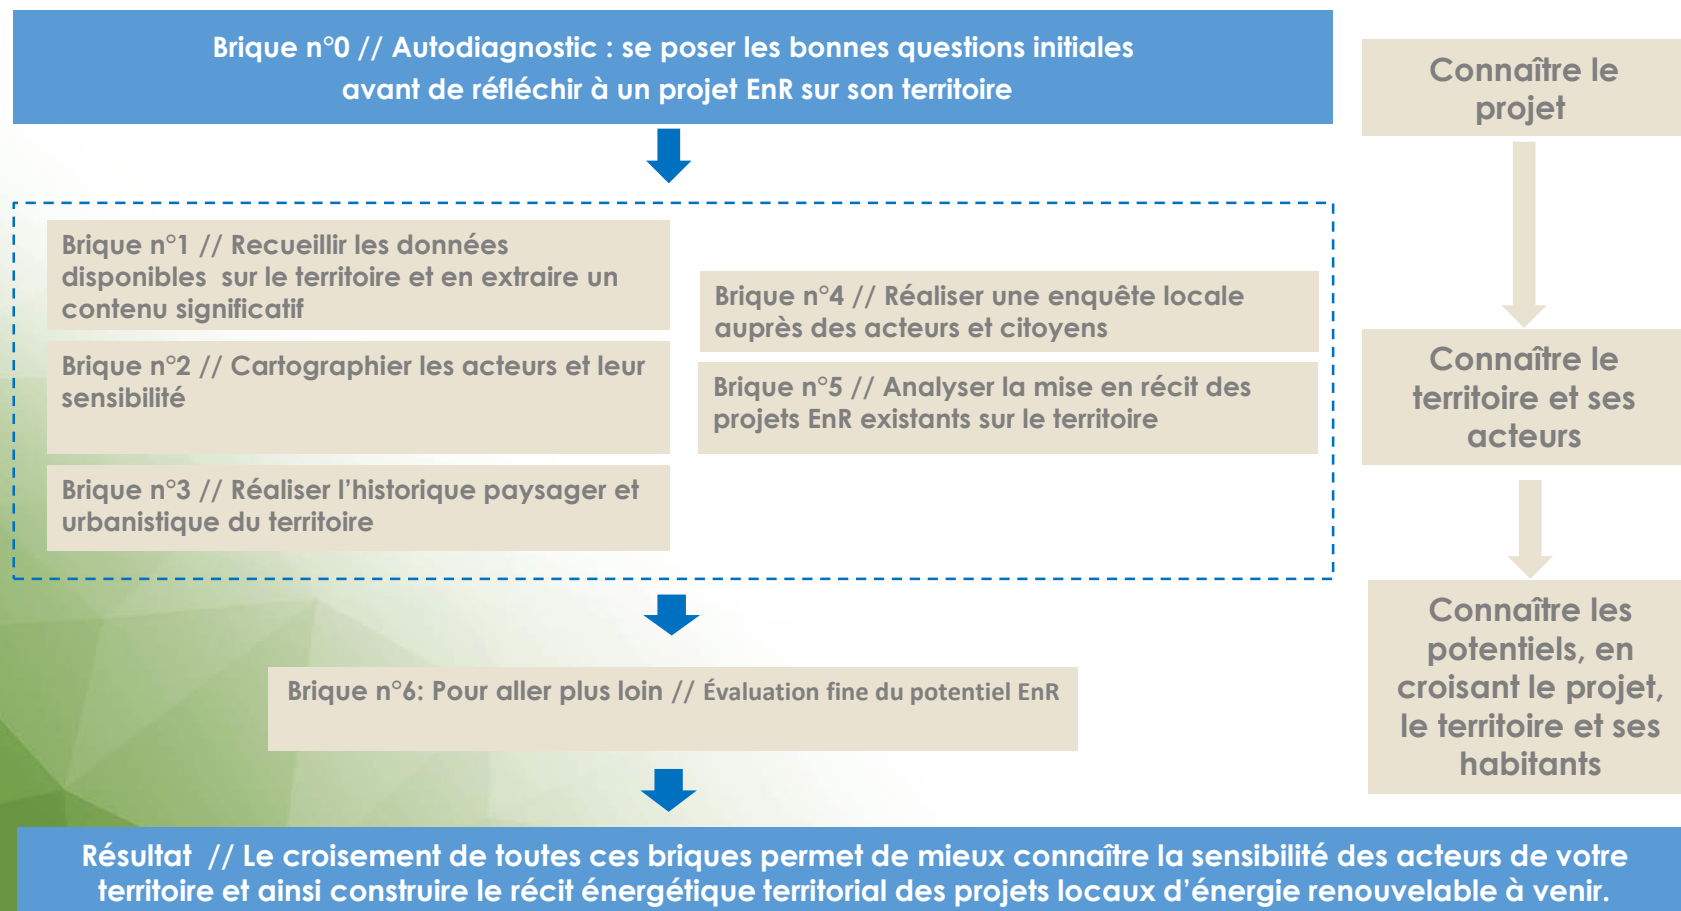 Brique n°0 // Autodiagnostic : se poser les bonnes questions initiales
avant de réfléchir à un projet EnR sur son territoire
Connaître le
projet
Brique n°1 // Recueillir les données
disponibles  sur le territoire et en extraire un
contenu significatif
Brique n°2 // Cartographier les acteurs et leur
sensibilité
Brique n°3 // Réaliser l’historique paysager et
urbanistique du territoire
Brique n°4 // Réaliser une enquête locale
auprès des acteurs et citoyens
Brique n°5 // Analyser la mise en récit des
projets EnR existants sur le territoire
Connaître le
territoire et ses
acteurs
Brique n°6: Pour aller plus loin // Évaluation fine du potentiel EnR
Connaître les
potentiels, en
croisant le projet,
le territoire et ses
habitants
Résultat  // Le croisement de toutes ces briques permet de mieux connaître la sensibilité des acteurs de votre
territoire et ainsi construire le récit énergétique territorial des projets locaux d’énergie renouvelable à venir.